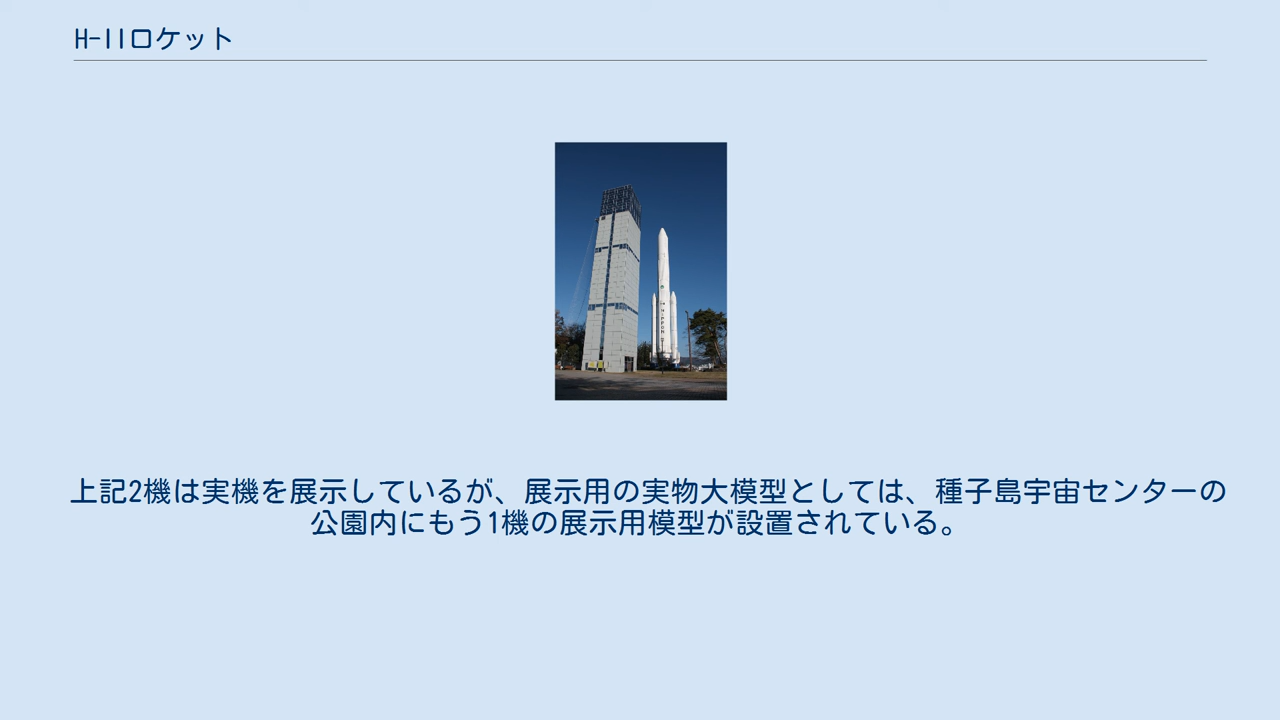 H-IIロケット
NIPPON
上記2機は実機を展示しているが、展示用の実物大模型としては、種子島宇宙センターの
公園内にもう1機の展示用模型が設置されている。